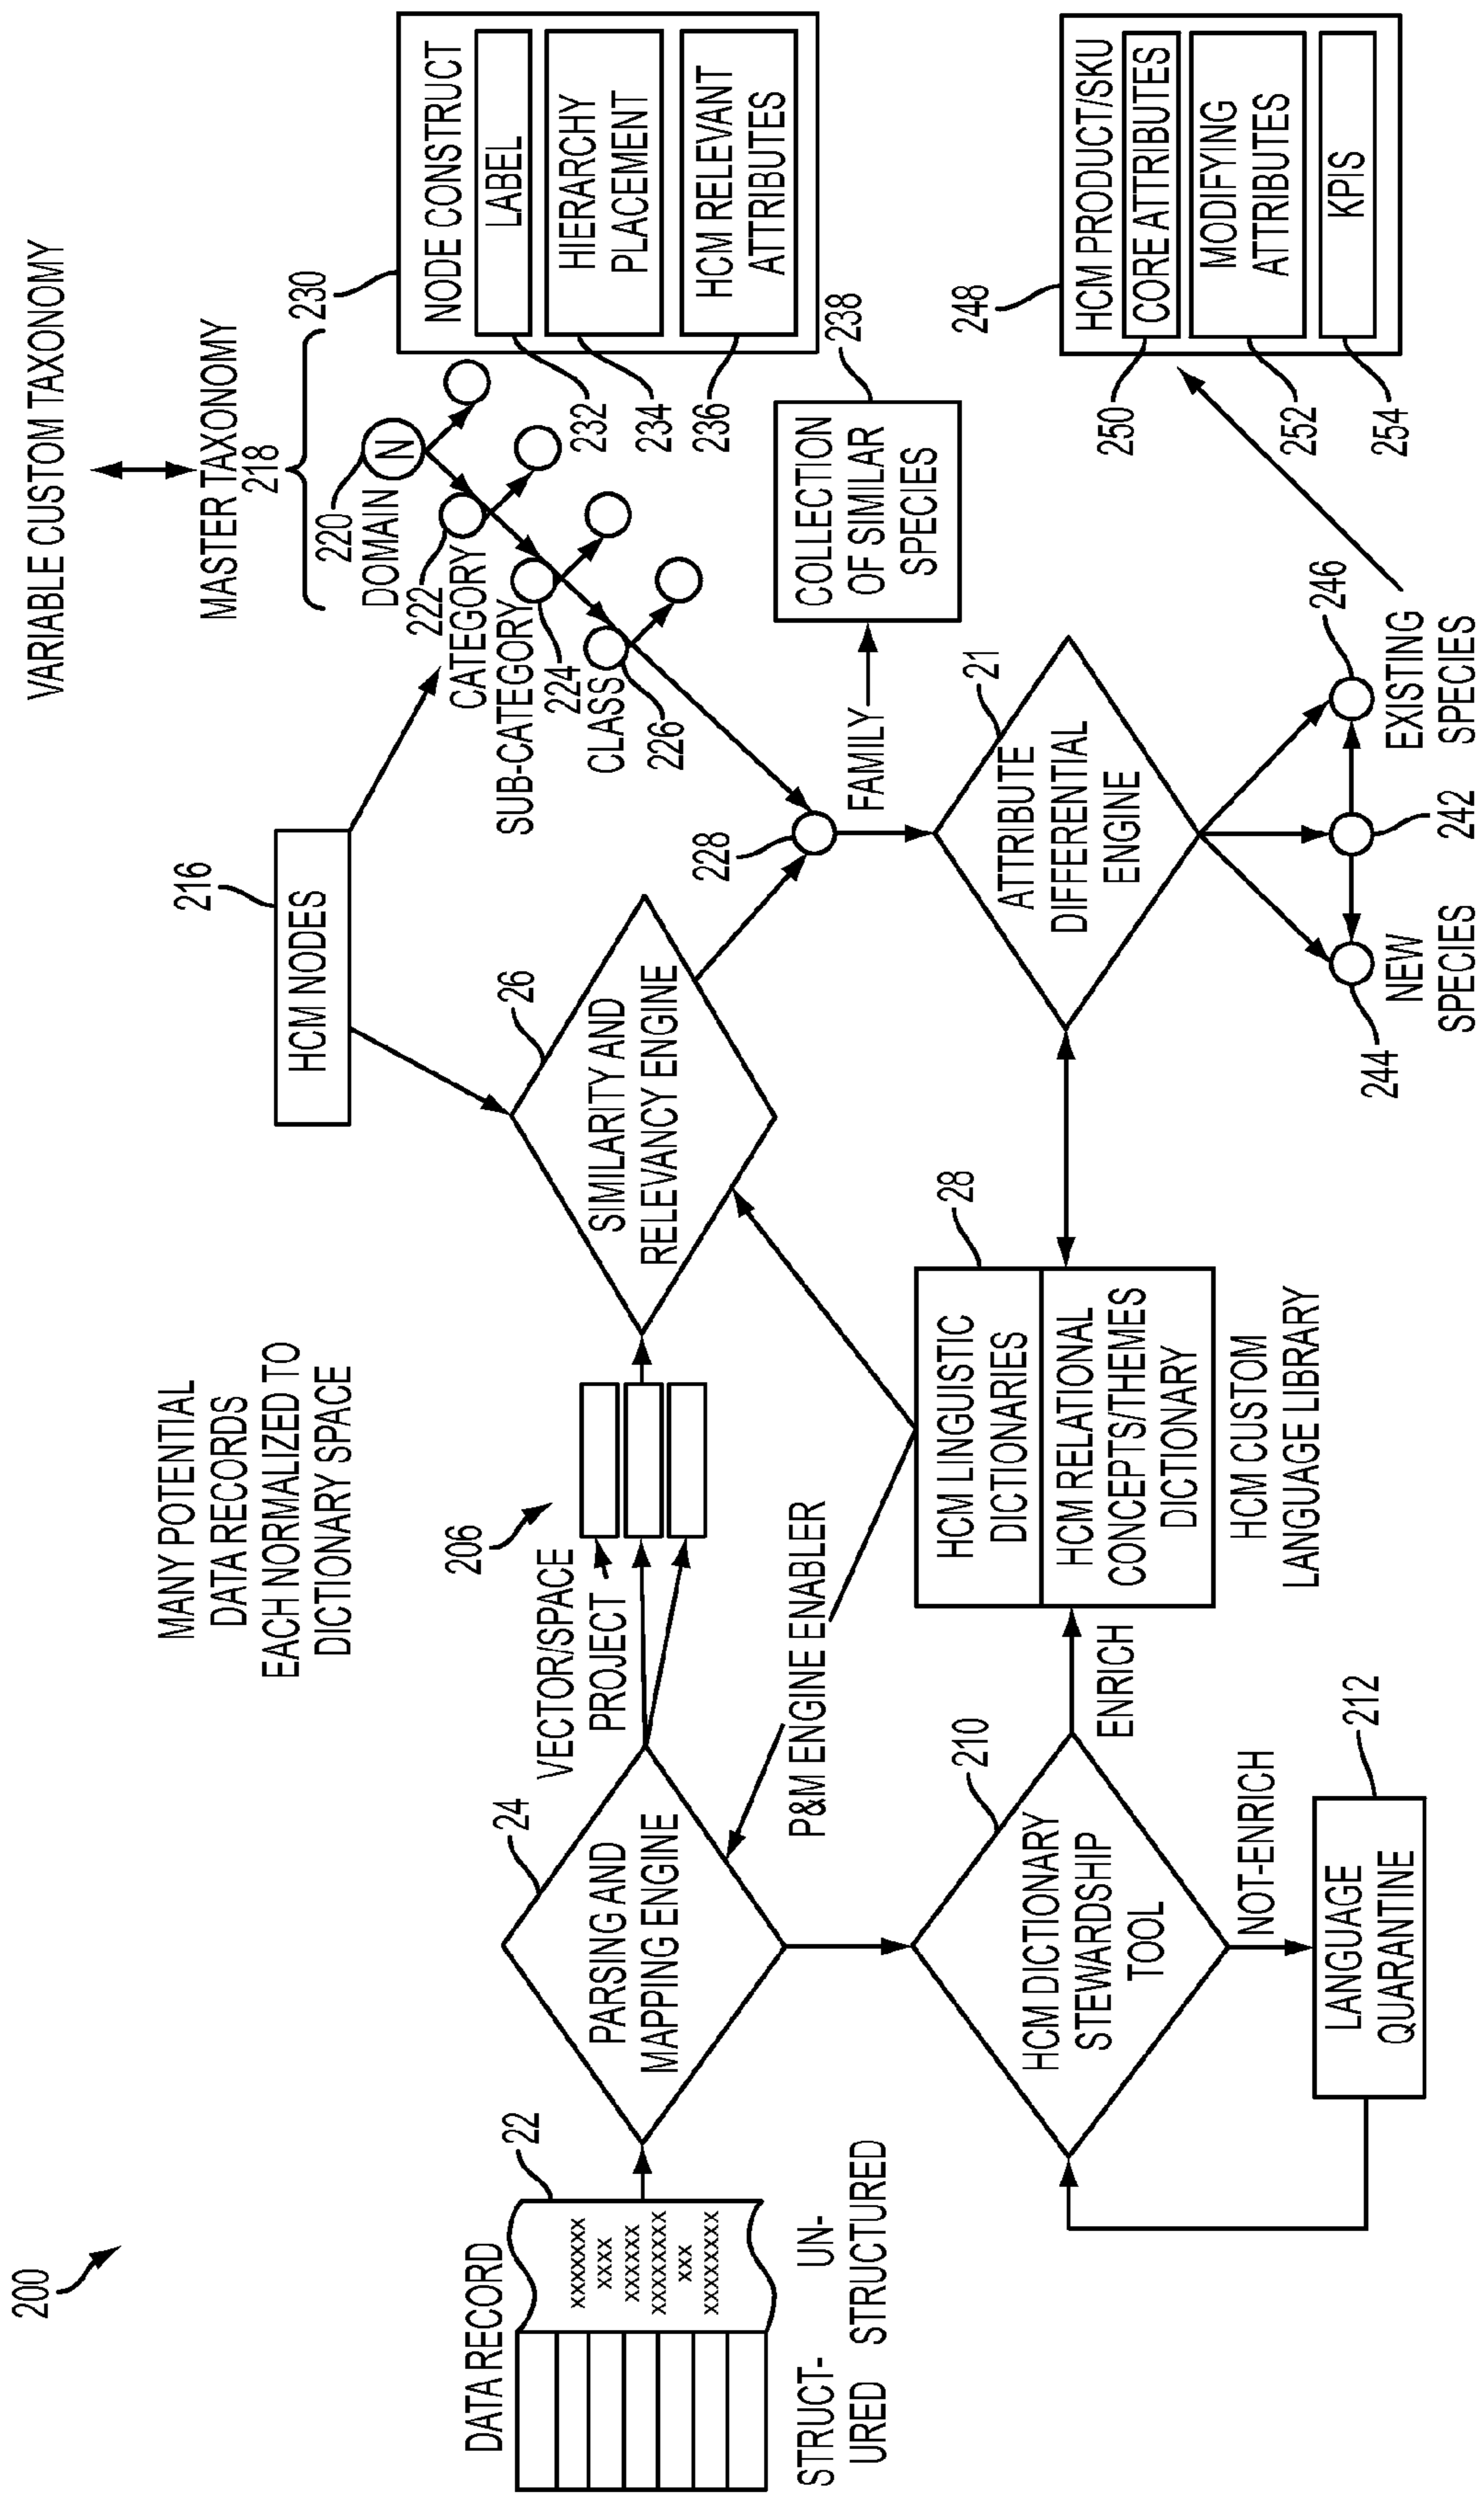 200
DATA RECORD
22
XXXXXXX
XXXX
XXXXXX
XXXXXXXX
XXX
XXXXXXXX
STRUCT-
URED
UN-
STRUCTURED
24
PARSING AND
MAPPING ENGINE
VECTOR/SPACE
PROJECT
206
MANY POTENTIAL
DATA RECORDS
EACH NORMALIZED TO
DICTIONARY SPACE
P&M ENGINE ENABLER
210
HCM DICTIONARY
STEWARDSHIP
TOOL
ENRICH
NOT-ENRICH
212
LANGUAGE
QUARANTINE
28
HCM LINGUISTIC
DICTIONARIES
HCM RELATIONAL
CONCEPTS/THEMES
DICTIONARY
HCM CUSTOM
LANGUAGE LIBRARY
26
SIMILARITY AND
RELEVANCY ENGINE
216
HCM NODES
VARIABLE CUSTOM TAXONOMY
MASTER TAXONOMY
218
220
DOMAIN
N
222
CATEGORY
SUB-CATEGORY
224
CLASS
226
228
FAMILY
230
NODE CONSTRUCT
LABEL
HIERARCHY
PLACEMENT
HCM RELEVANT
ATTRIBUTES
232
234
236
238
COLLECTION
OF SIMILAR
SPECIES
21
ATTRIBUTE
DIFFERENTIAL
ENGINE
244
NEW
SPECIES
242
246
EXISTING
SPECIES
248
HCM PRODUCT/SKU
CORE ATTRIBUTES
MODIFYING
ATTRIBUTES
KPIS
250
252
254